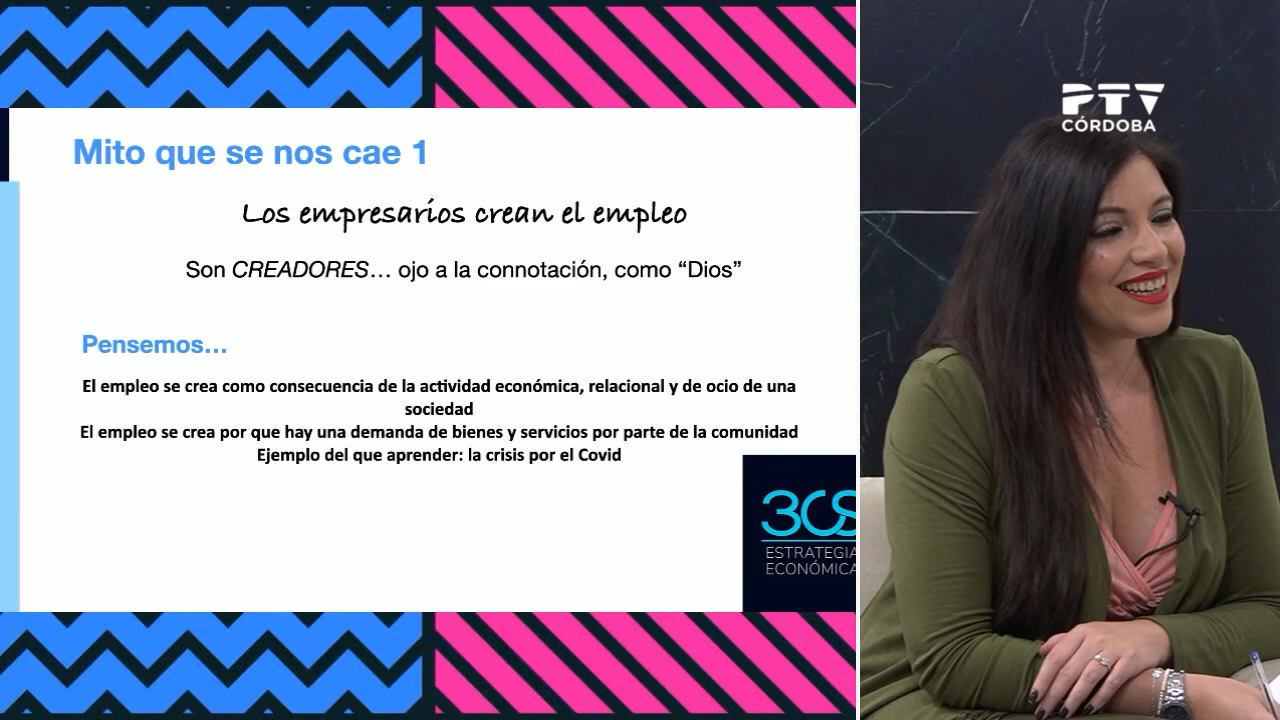 Mito que se nos cae 1
Los empresarios crean el empleo
Son CREADORES... ojo a la connotación, como “Dios”
Pensemos...
El empleo se crea como consecuencia de la actividad económica, relacional y de ocio de una
sociedad
El empleo se crea por que hay una demanda de bienes y servicios por parte de la comunidad
Ejemplo del que aprender: la crisis por el Covid
3CS
ESTRATEGIA
ECONÓMICA
PTV
CÓRDOBA